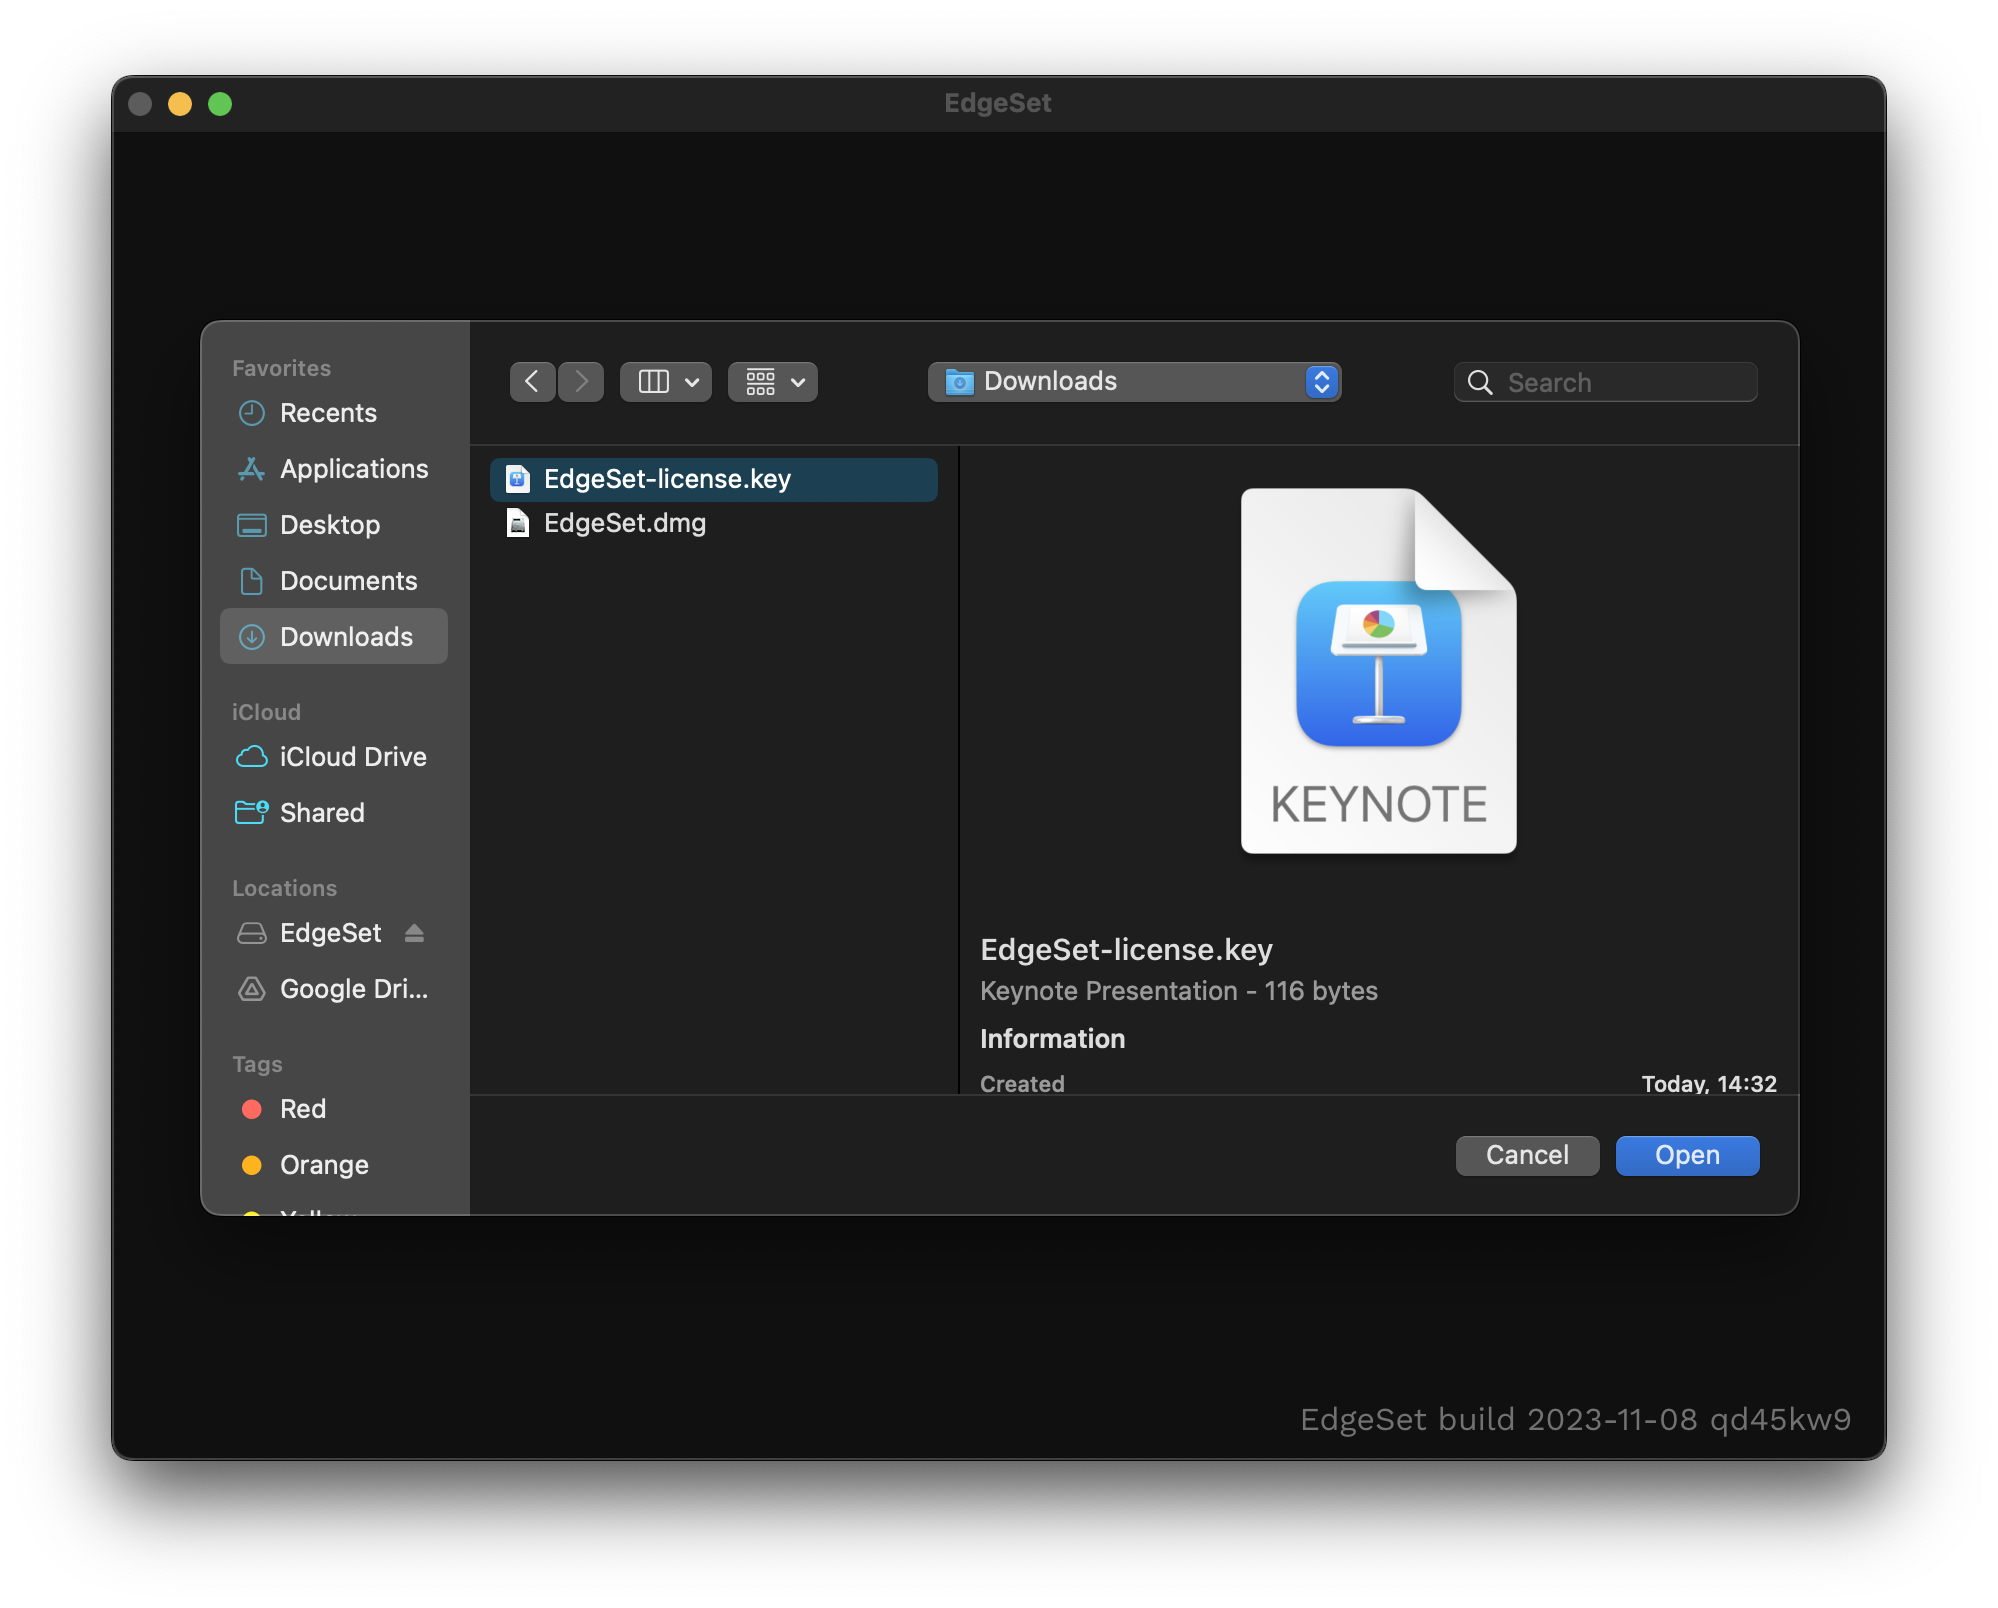 EdgeSet
Favorites
Recents
Applications
Desktop
Documents
Downloads
iCloud
iCloud Drive
Shared
Locations
EdgeSet
Google Dri...
Tags
Red
Orange
Yellow
Downloads
Search
EdgeSet-license.key
EdgeSet.dmg
KEYNOTE
EdgeSet-license.key
Keynote Presentation - 116 bytes
Information
Created Today, 14:32
Cancel Open
EdgeSet build 2023-11-08 qd45kw9